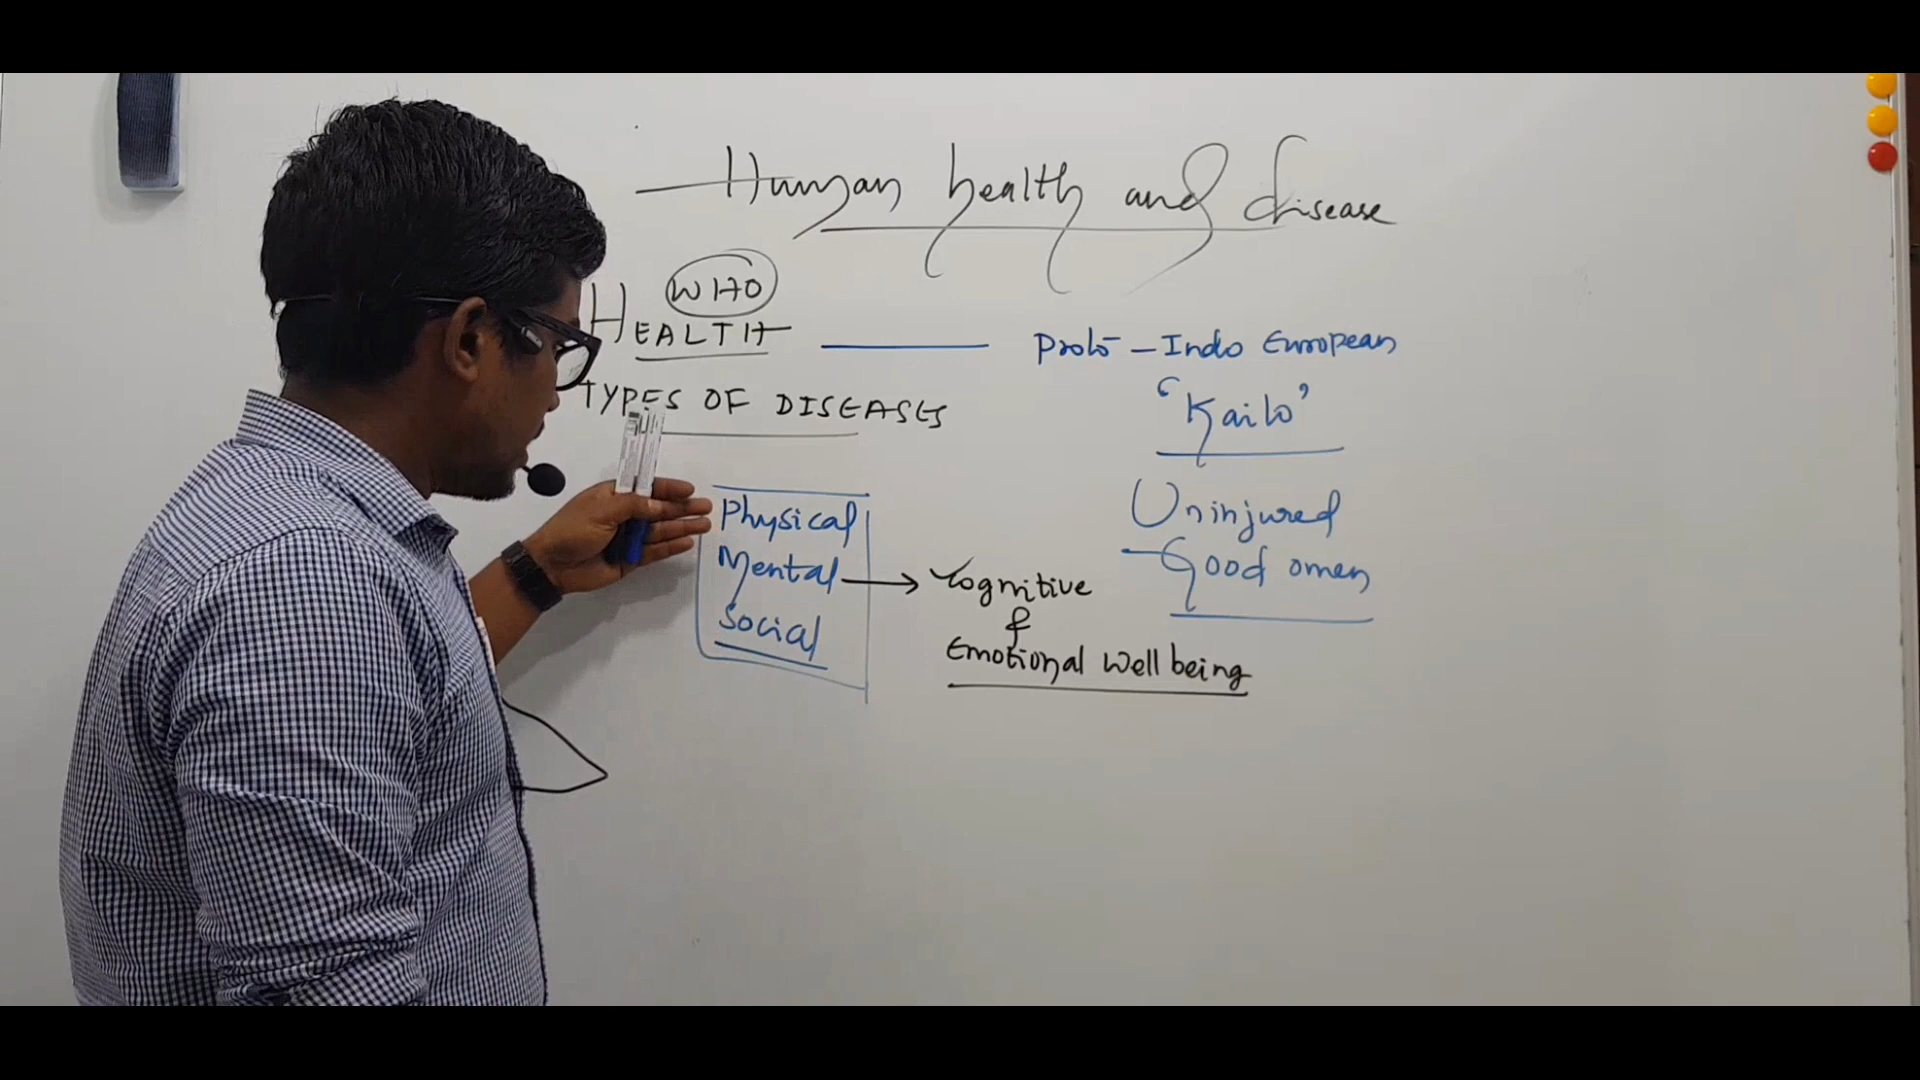 Human health and disease
WHO
HEALTH
Proto - Indo European
TYPES OF DISEASES
'Kailo'
Uninjured
Good omen
Physical
Mental → Cognitive
&
Emotional Well being
Social